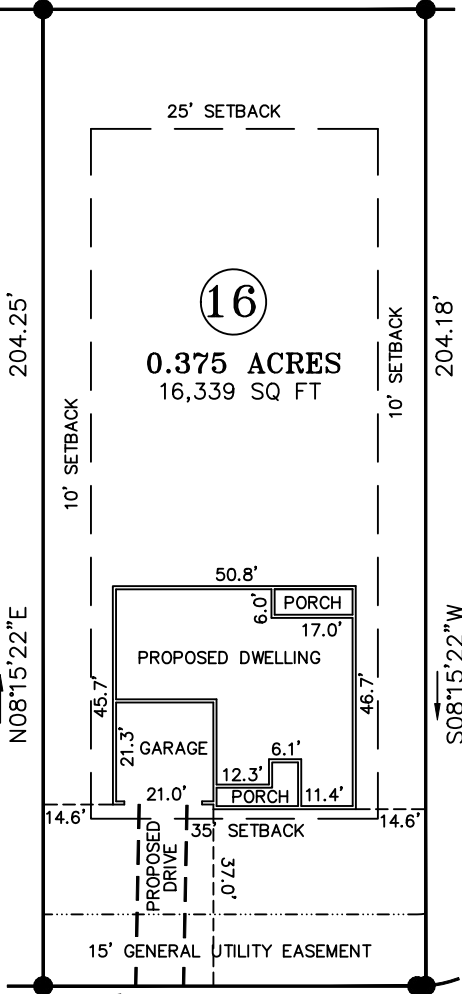 25' SETBACK
204.25'
204.18'
16
0.375 ACRES
16,339 SQ FT
10' SETBACK
10' SETBACK
50.8'
6.0'
PORCH
17.0'
N08°15'22"E
S08°15'22"W
PROPOSED DWELLING
45.7'
46.7'
21.3'
GARAGE
6.1'
12.3'
21.0'
PORCH
11.4'
14.6'
14.6'
35' SETBACK
PROPOSED
DRIVE
37.0'
15' GENERAL UTILITY EASEMENT